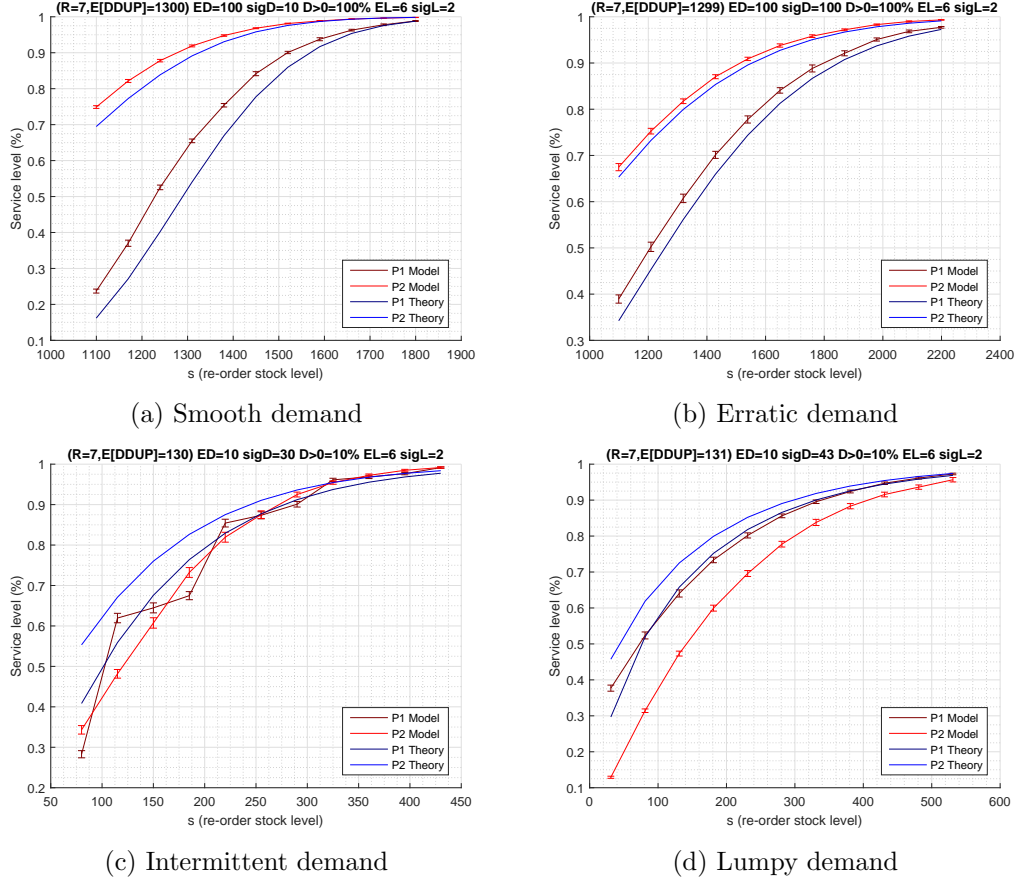 (R=7,E[DDUP]=1300) ED=100 sigD=10 D>0=100% EL=6 sigL=2
Service level (%)
1
0.9
0.8
0.7
0.6
0.5
0.4
0.3
0.2
0.1
P1 Model
P2 Model
P1 Theory
P2 Theory
1000 1100 1200 1300 1400 1500 1600 1700 1800 1900
s (re-order stock level)
(a) Smooth demand
(R=7,E[DDUP]=1299) ED=100 sigD=100 D>0=100% EL=6 sigL=2
Service level (%)
1
0.9
0.8
0.7
0.6
0.5
0.4
0.3
P1 Model
P2 Model
P1 Theory
P2 Theory
1000 1200 1400 1600 1800 2000 2200 2400
s (re-order stock level)
(b) Erratic demand
(R=7,E[DDUP]=130) ED=10 sigD=30 D>0=10% EL=6 sigL=2
Service level (%)
1
0.9
0.8
0.7
0.6
0.5
0.4
0.3
0.2
P1 Model
P2 Model
P1 Theory
P2 Theory
50 100 150 200 250 300 350 400 450
s (re-order stock level)
(c) Intermittent demand
(R=7,E[DDUP]=131) ED=10 sigD=43 D>0=10% EL=6 sigL=2
Service level (%)
1
0.9
0.8
0.7
0.6
0.5
0.4
0.3
0.2
0.1
P1 Model
P2 Model
P1 Theory
P2 Theory
0 100 200 300 400 500 600
s (re-order stock level)
(d) Lumpy demand